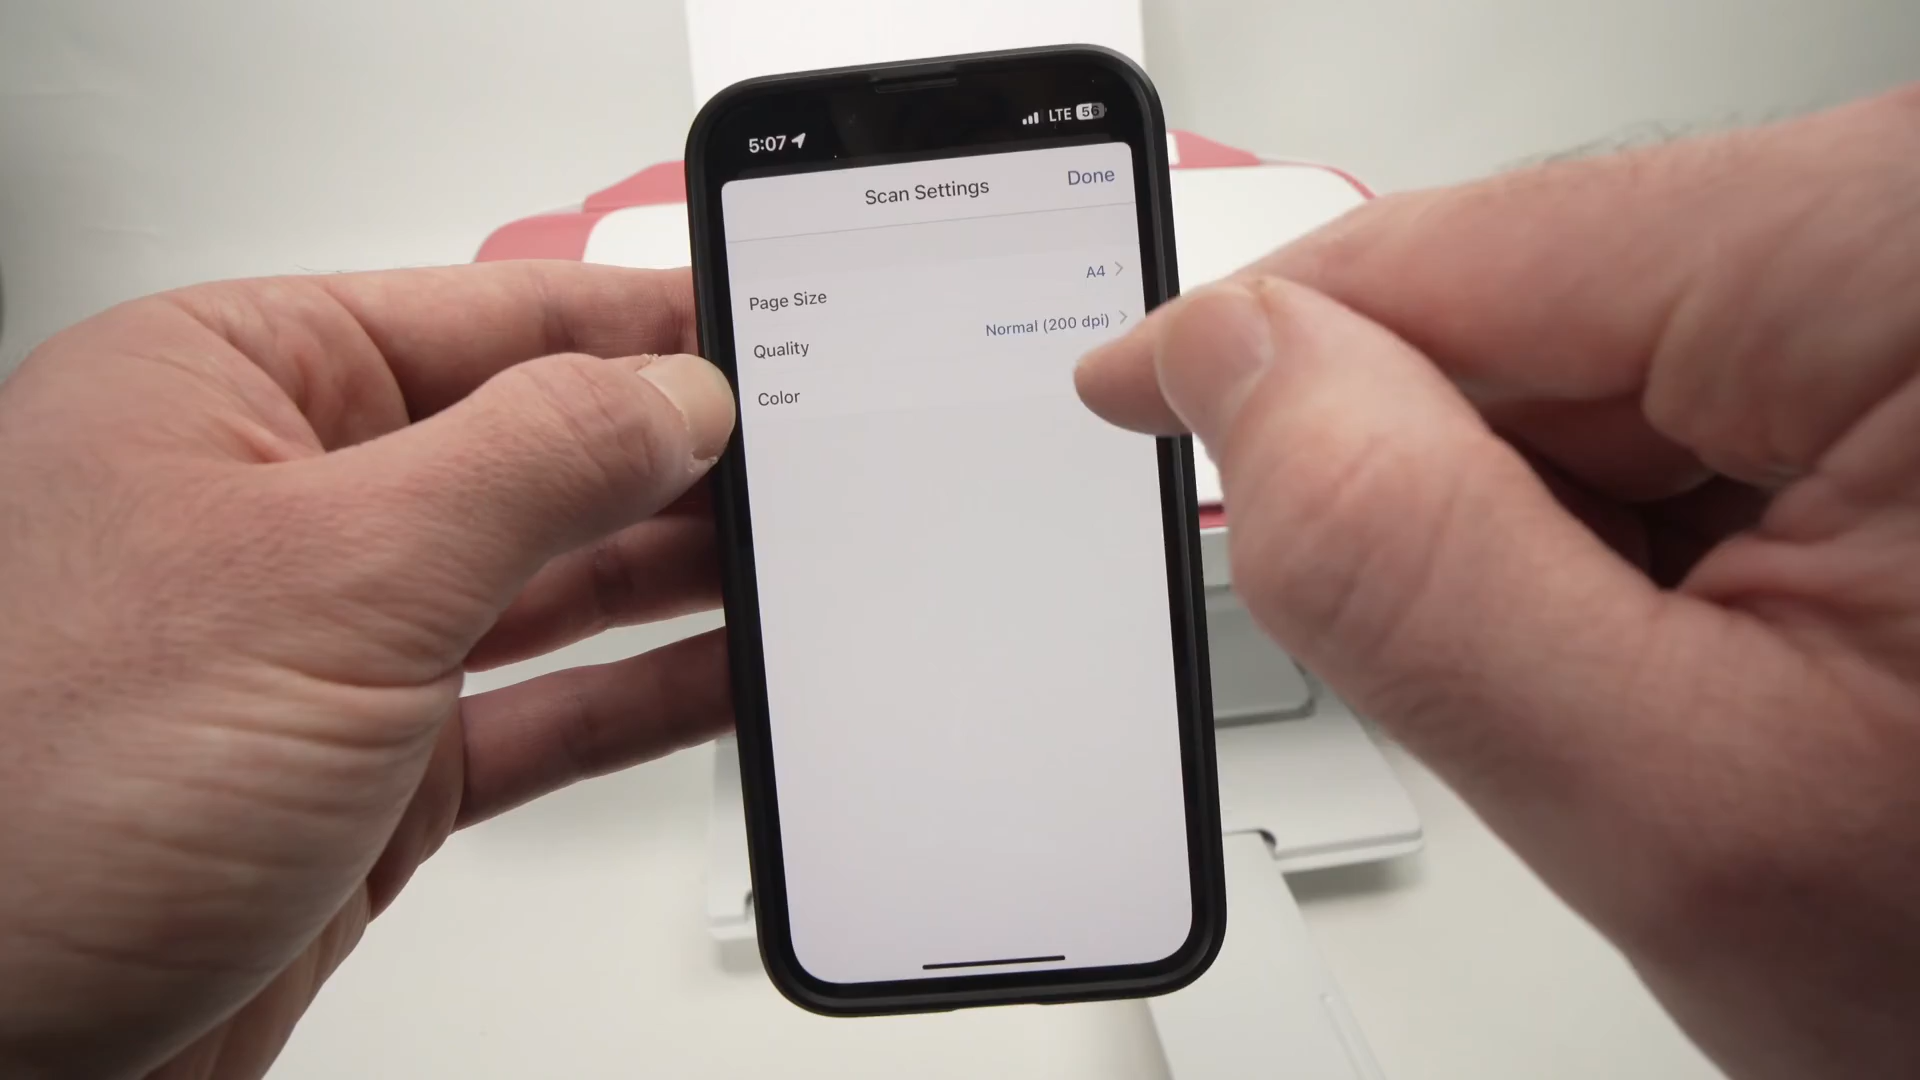 5:07
LTE 56
Scan Settings
Done
Page Size
A4
Quality
Normal (200 dpi)
Color